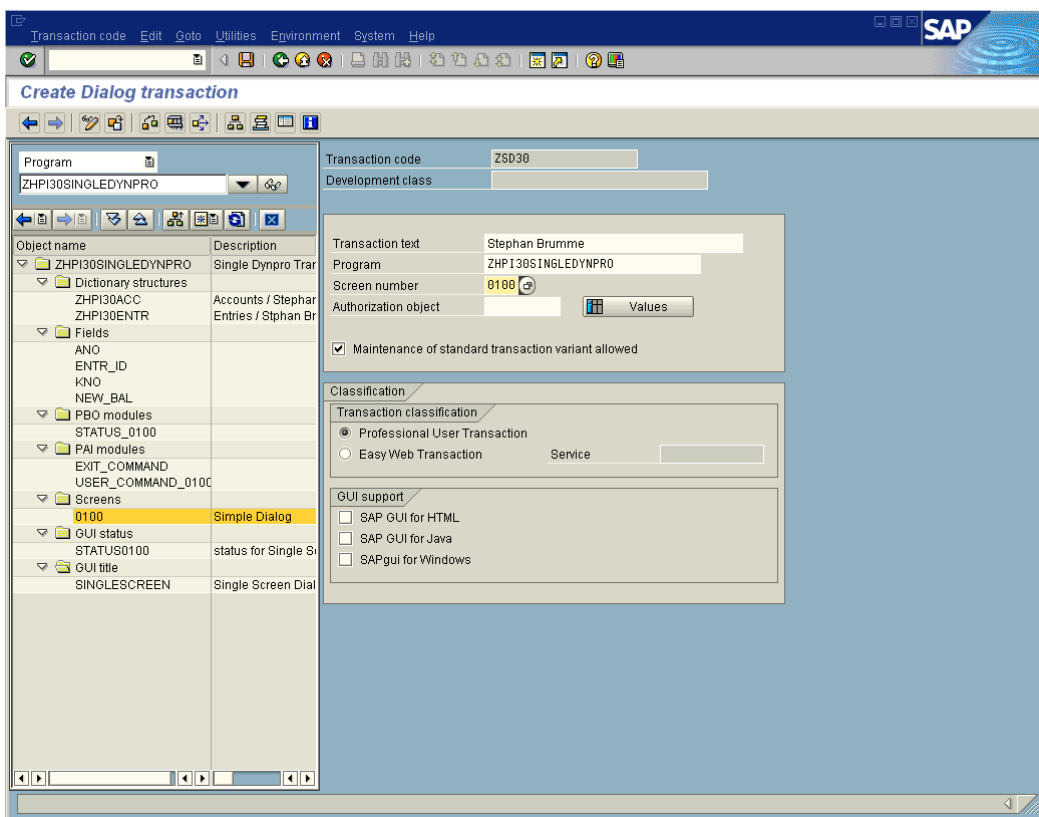 Transcription code Edit Goto Utilities Environment System Help
SAP
Create Dialog transaction
Program
ZHPI30SINGLEDYNPRO
Object name Description
ZHPI30SINGLEDYNPRO Single Dynpro Tran
Dictionary structures
ZHPI30ACC Accounts / Stephar
ZHPI30ENTR Entries / Stphan Br
Fields
ANO
ENTR_ID
KNO
NEW_BAL
PBO modules
STATUS_0100
PAI modules
EXIT_COMMAND
USER_COMMAND_0100
Screens
0100 Simple Dialog
GUI status
STATUS0100 status for Single S
GUI title
SINGLESCREEN Single Screen Dial
Transaction code ZSD30
Development class
Transaction text Stephan Brumme
Program ZHPI30SINGLEDYNPRO
Screen number 0100
Authorization object Values
Maintenance of standard transaction variant allowed
Classification
Transaction classification
Professional User Transaction
Easy Web Transaction Service
GUI support
SAP GUI for HTML
SAP GUI for Java
SAPgui for Windows